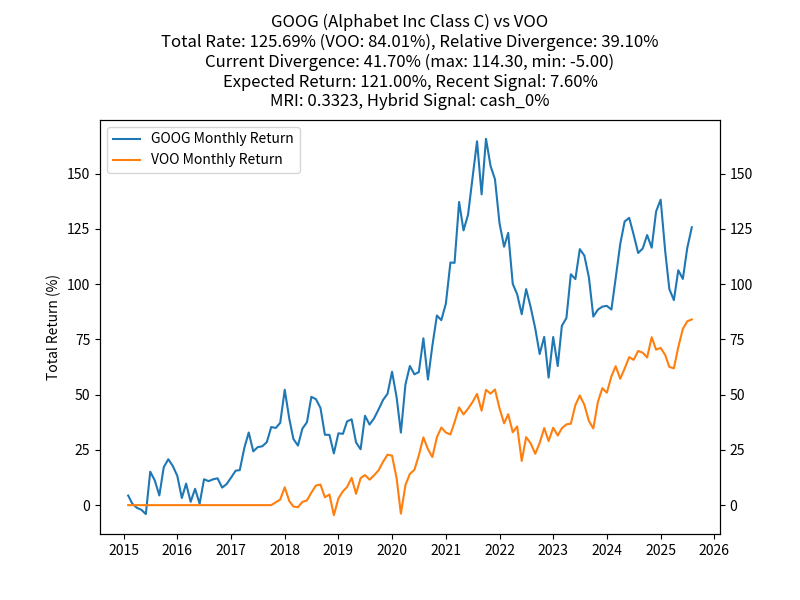 GOOG (Alphabet Inc Class C) vs VOO
Total Rate: 125.69% (VOO: 84.01%), Relative Divergence: 39.10%
Current Divergence: 41.70% (max: 114.30, min: -5.00)
Expected Return: 121.00%, Recent Signal: 7.60%
MRI: 0.3323, Hybrid Signal: cash_0%
GOOG Monthly Return
VOO Monthly Return
Total Return (%)
150 150
125 125
100 100
75 75
50 50
25 25
0 0
2015 2016 2017 2018 2019 2020 2021 2022 2023 2024 2025 2026